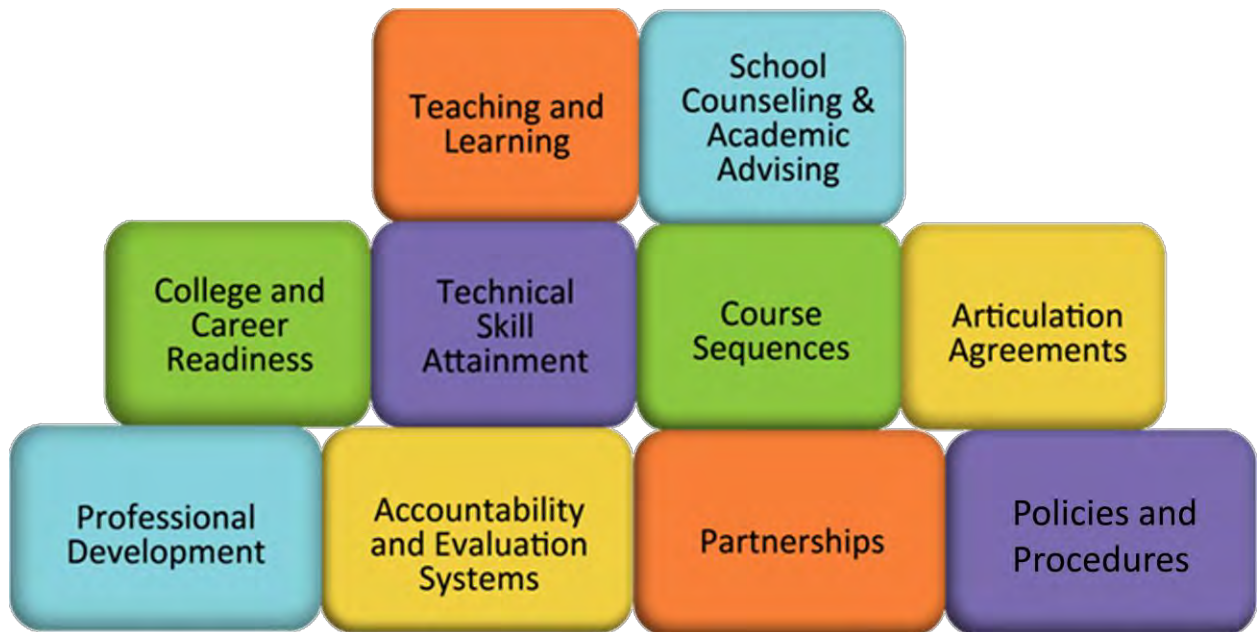 Teaching and
Learning
School
Counseling &
Academic
Advising
College and
Career
Readiness
Technical
Skill
Attainment
Course
Sequences
Articulation
Agreements
Professional
Development
Accountability
and Evaluation
Systems
Partnerships
Policies and
Procedures